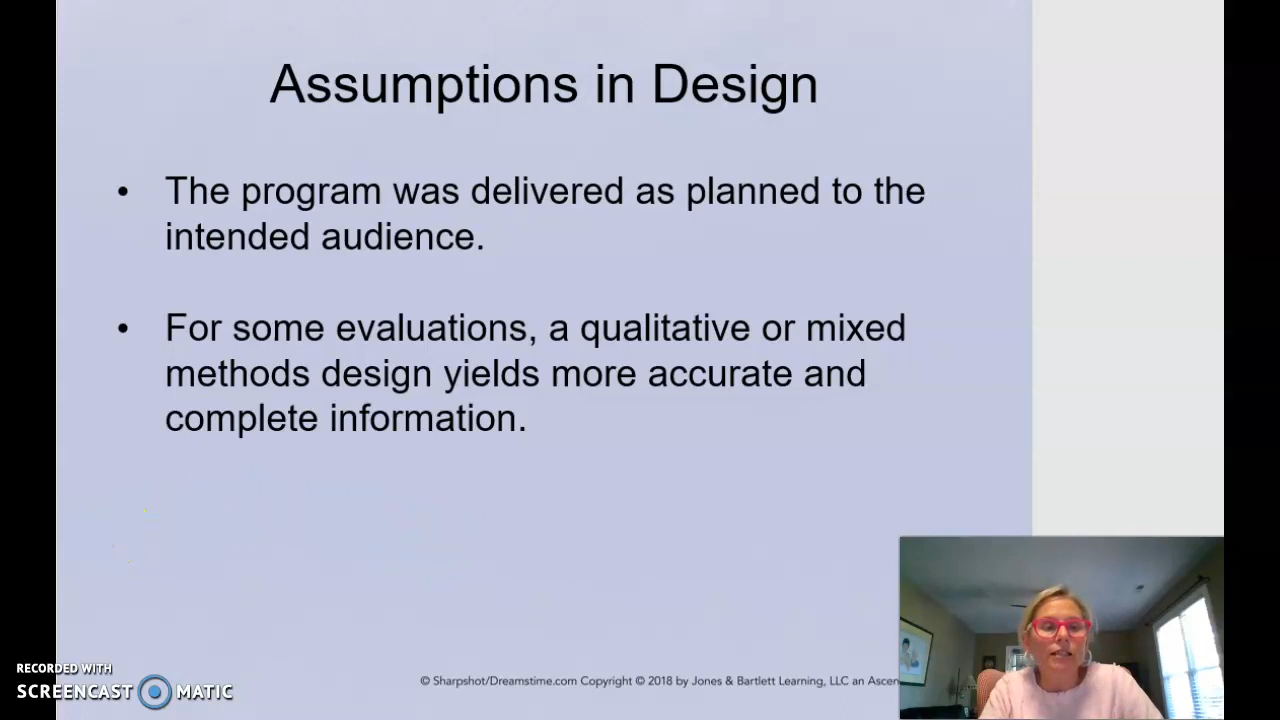 Assumptions in Design
• The program was delivered as planned to the
intended audience.
• For some evaluations, a qualitative or mixed
methods design yields more accurate and
complete information.
© Sharpshot/Dreamstime.com Copyright © 2018 by Jones & Bartlett Learning, LLC an Ascen
RECORDED WITH
SCREENCAST MATIC